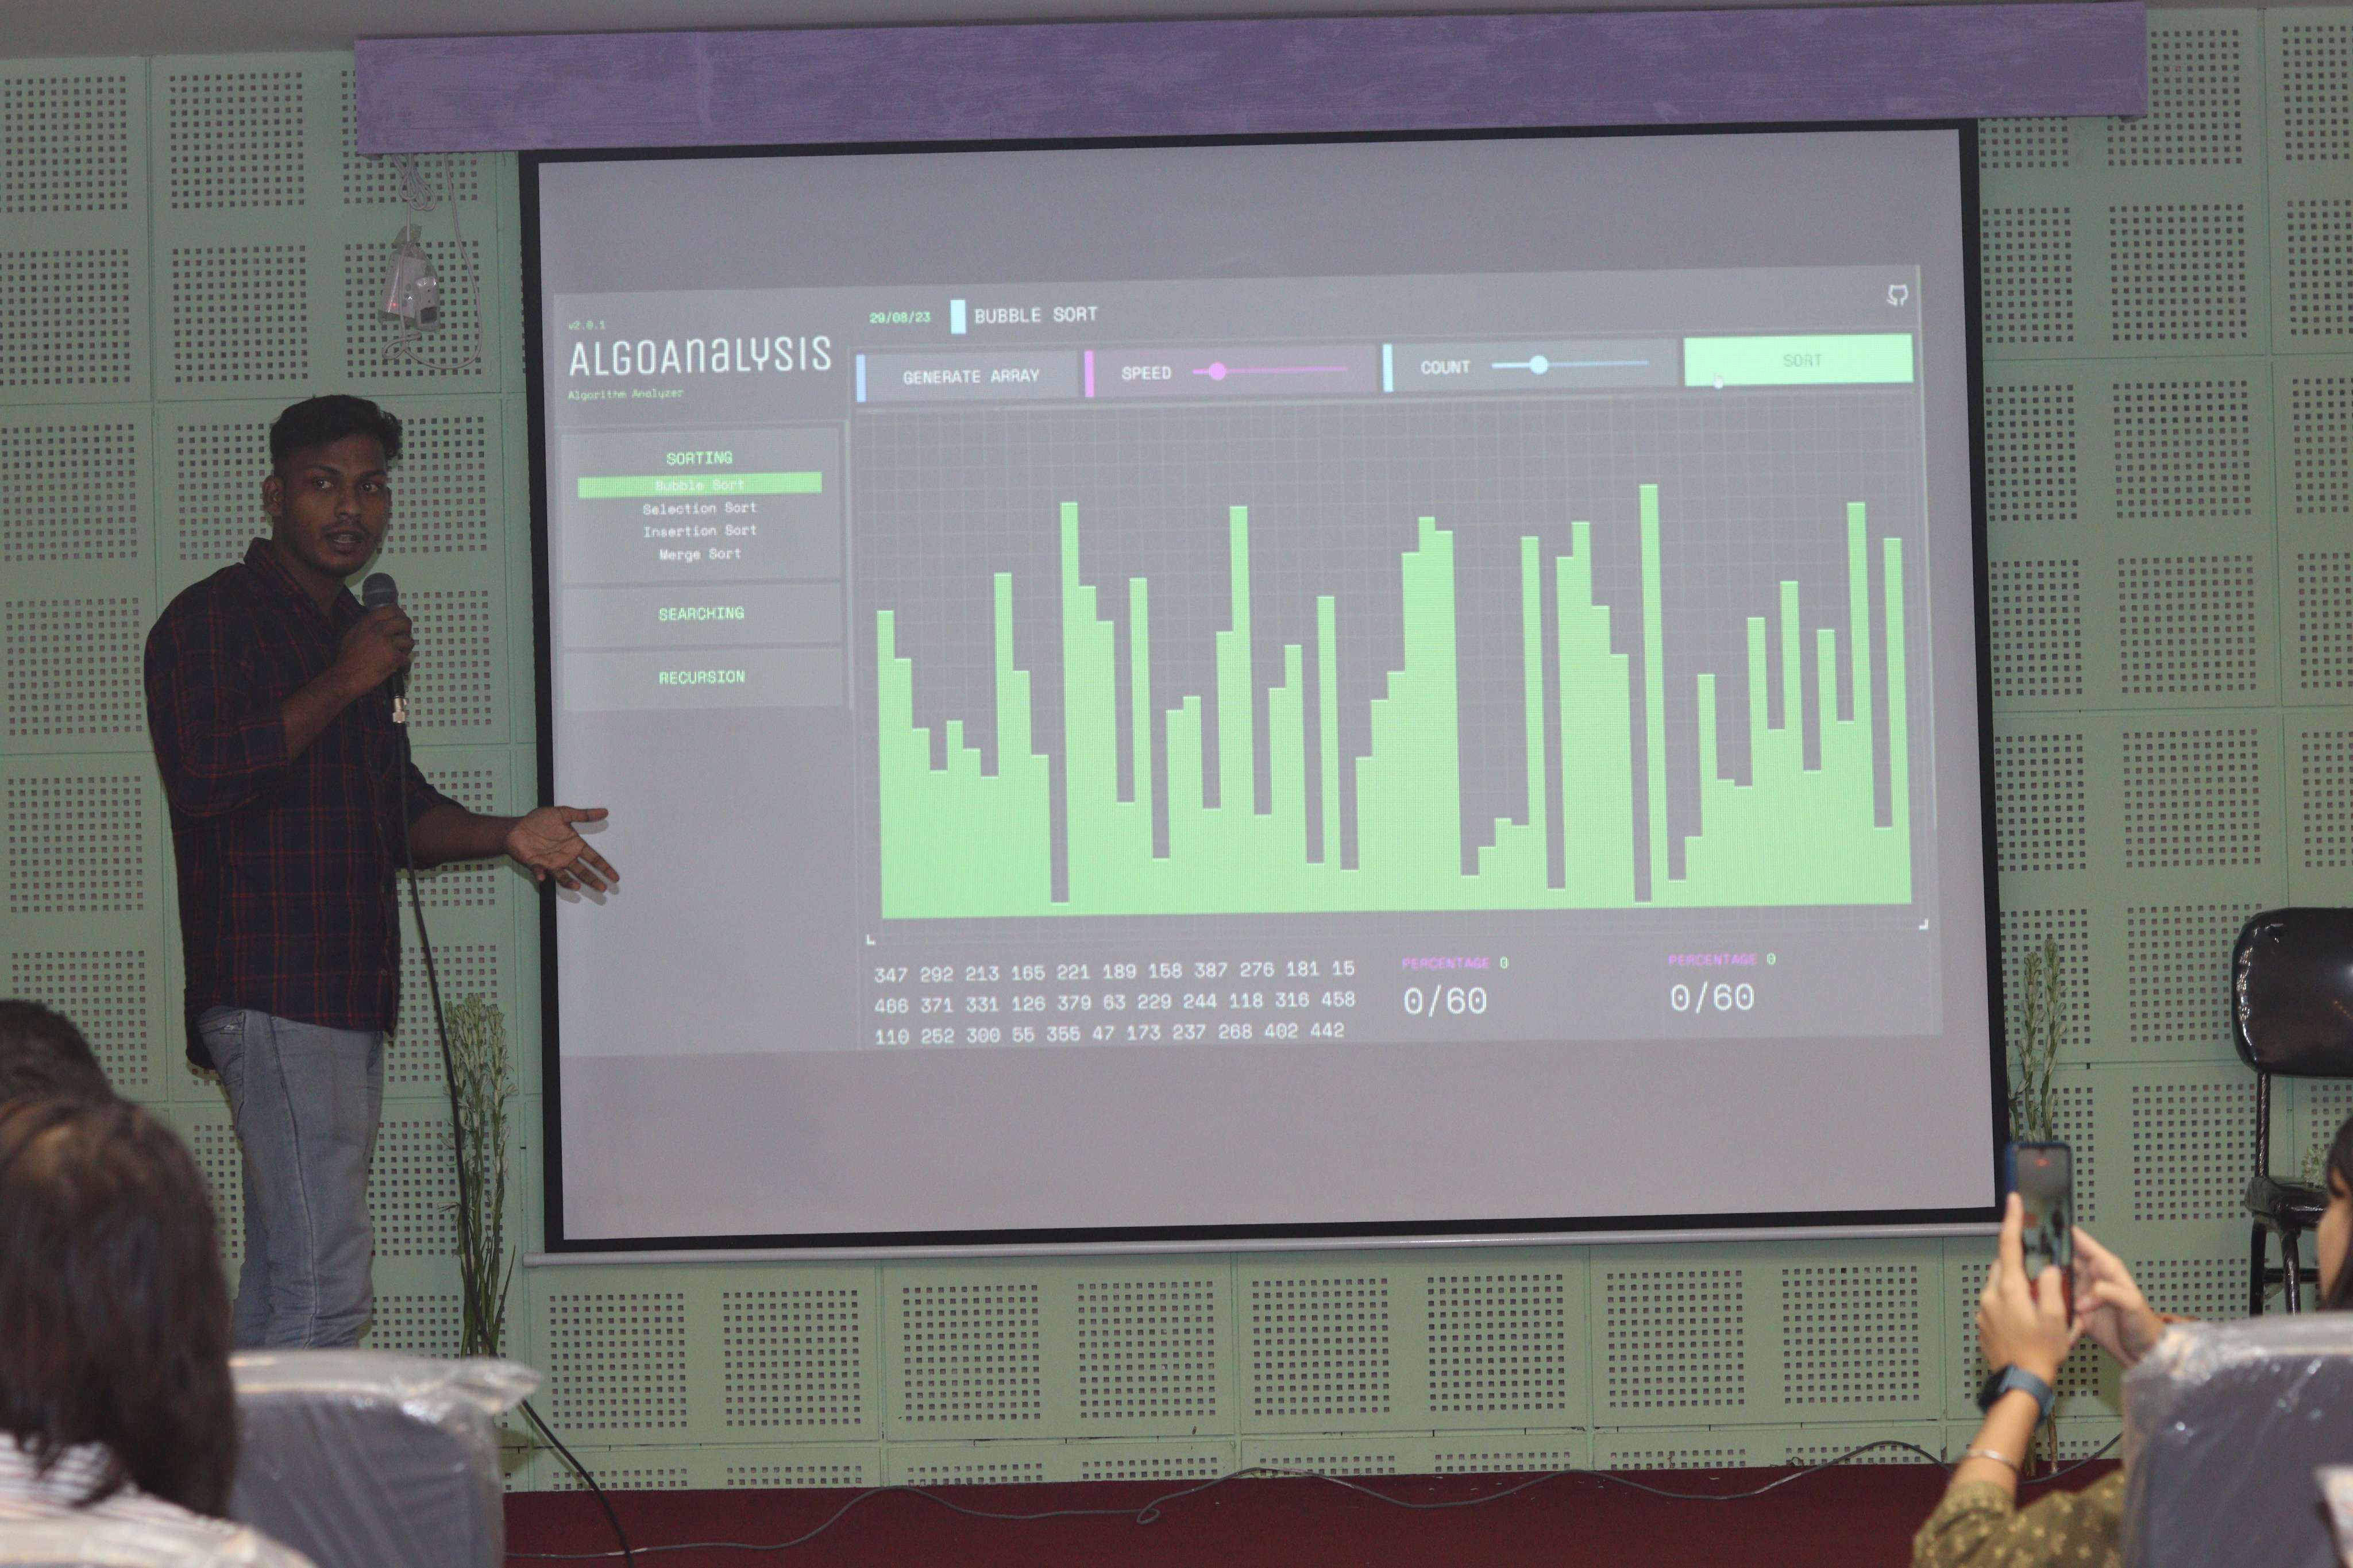 v2.0.1
ALGOAnaLYSIS
Algorithm Analyzer
SORTING
Bubble Sort
Selection Sort
Insertion Sort
Merge Sort
SEARCHING
RECURSION
29/08/23 BUBBLE SORT
GENERATE ARRAY SPEED COUNT SORT
347 292 213 165 221 189 158 387 276 181 15
466 371 331 126 379 63 229 244 118 316 458
110 252 300 55 355 47 173 237 268 402 442
PERCENTAGE 0
0/60
PERCENTAGE 0
0/60